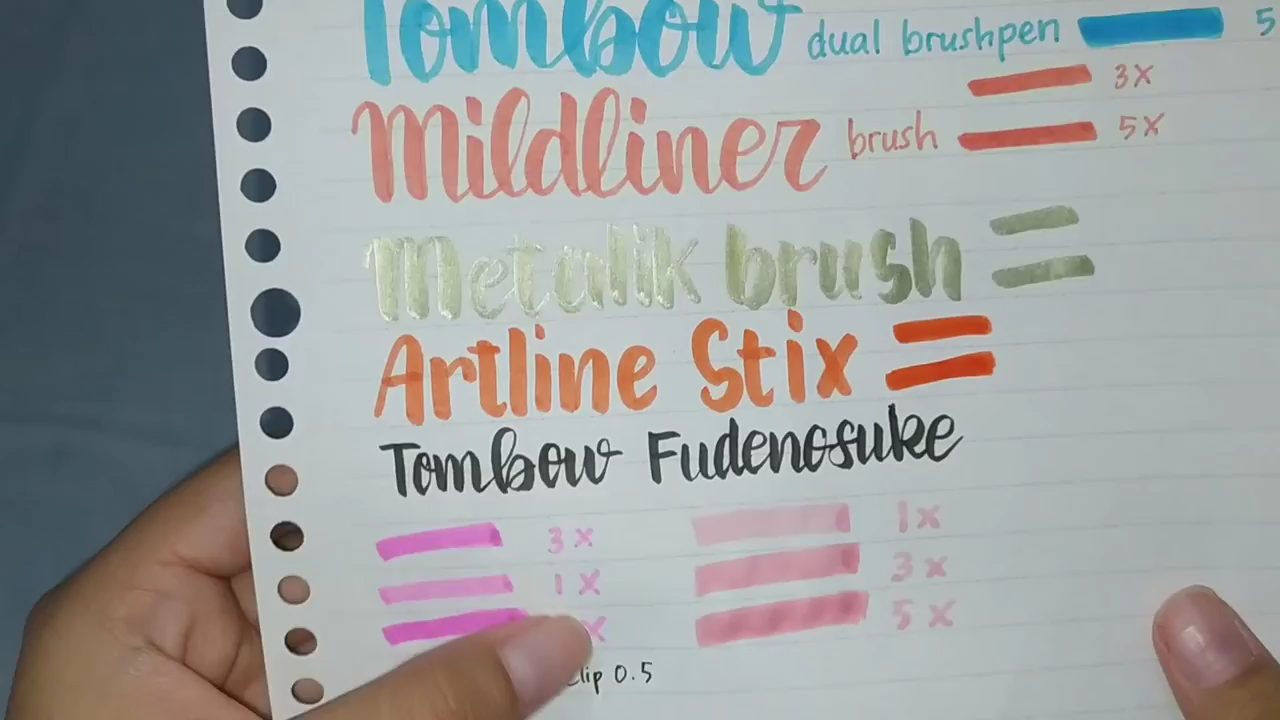 Tombow dual brushpen 5
3x
Mildliner brush 5x
Metalik brush
Artline Stix
Tombow Fudenosuke
3x 1x
1x 3x
x 5x
0.5